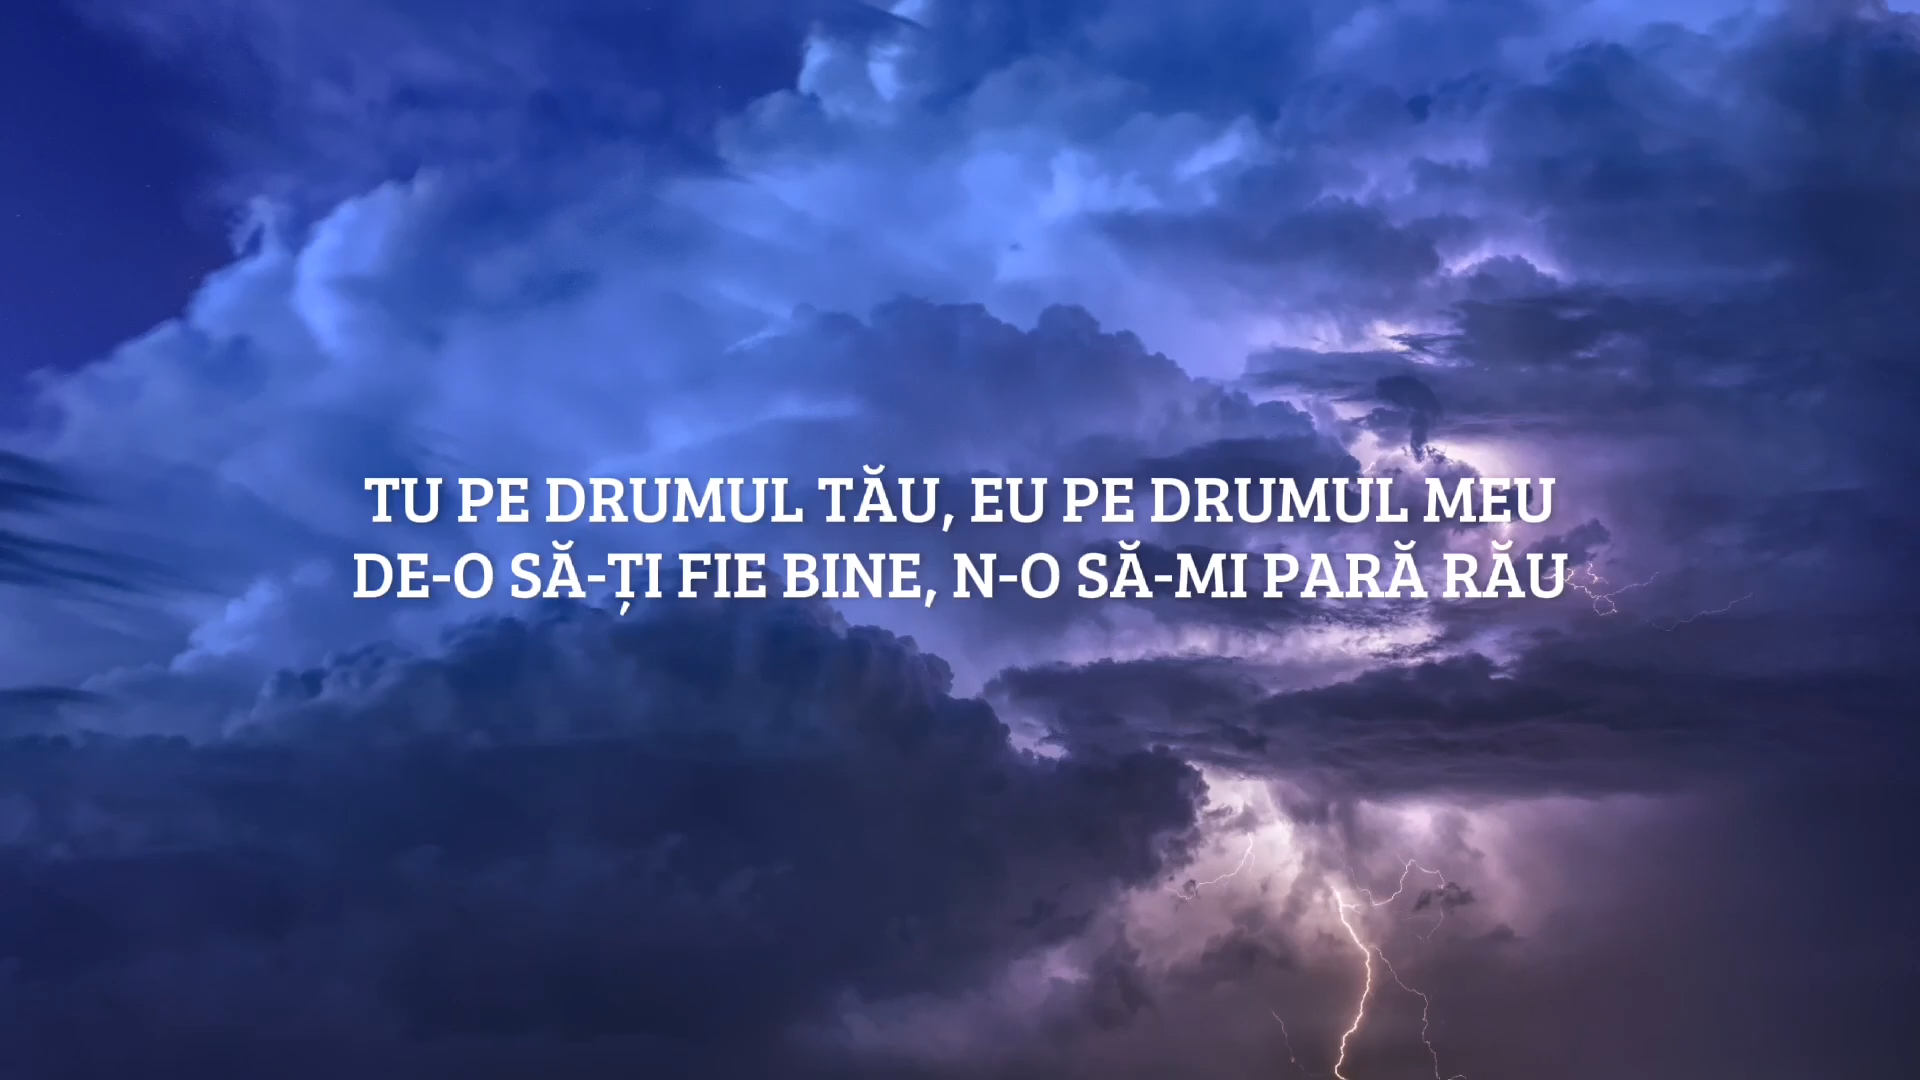 TU PE DRUMUL TĂU, EU PE DRUMUL MEU
DE-O SĂ-ȚI FIE BINE, N-O SĂ-MI PARĂ RĂU